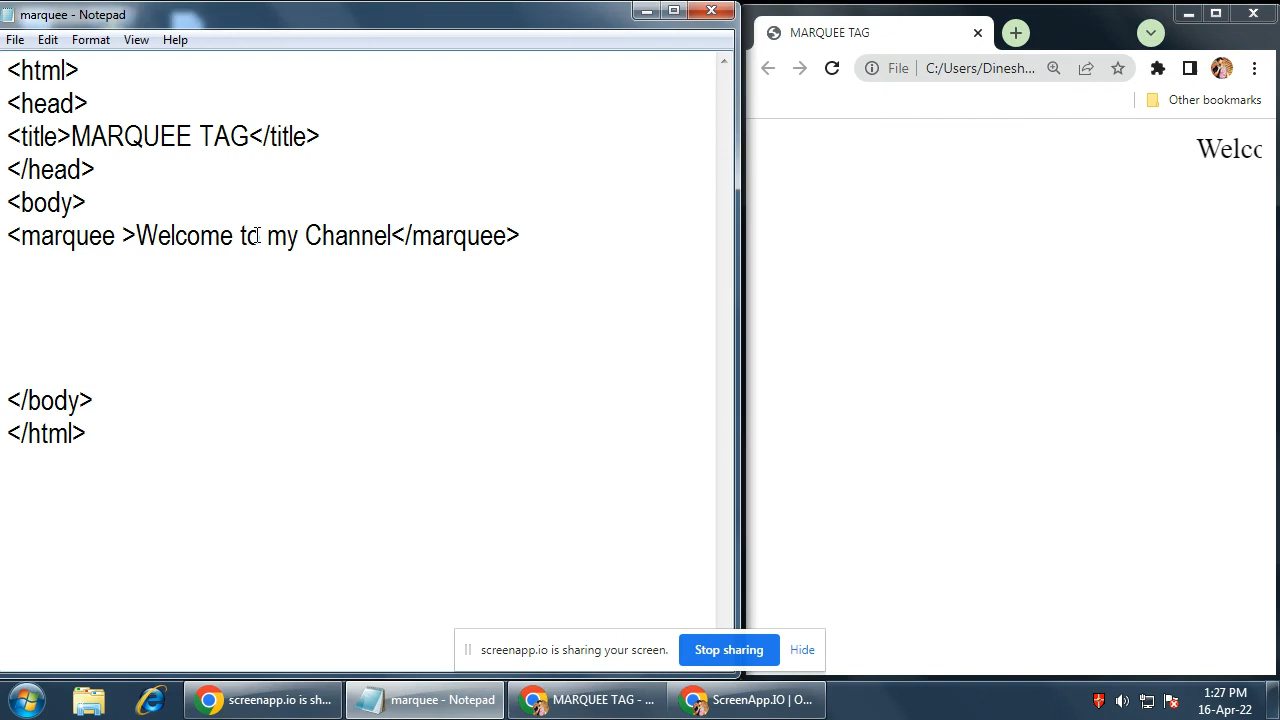 marquee - Notepad
File Edit Format View Help
<html>
<head>
<title>MARQUEE TAG</title>
</head>
<body>
<marquee >Welcome to my Channel</marquee>
</body>
</html>
MARQUEE TAG
File C:/Users/Dinesh...
Other bookmarks
Welco
screenapp.io is sharing your screen. Stop sharing Hide
screenapp.io is sh... marquee - Notepad MARQUEE TAG - ... ScreenApp.IO | O... 1:27 PM
16-Apr-22